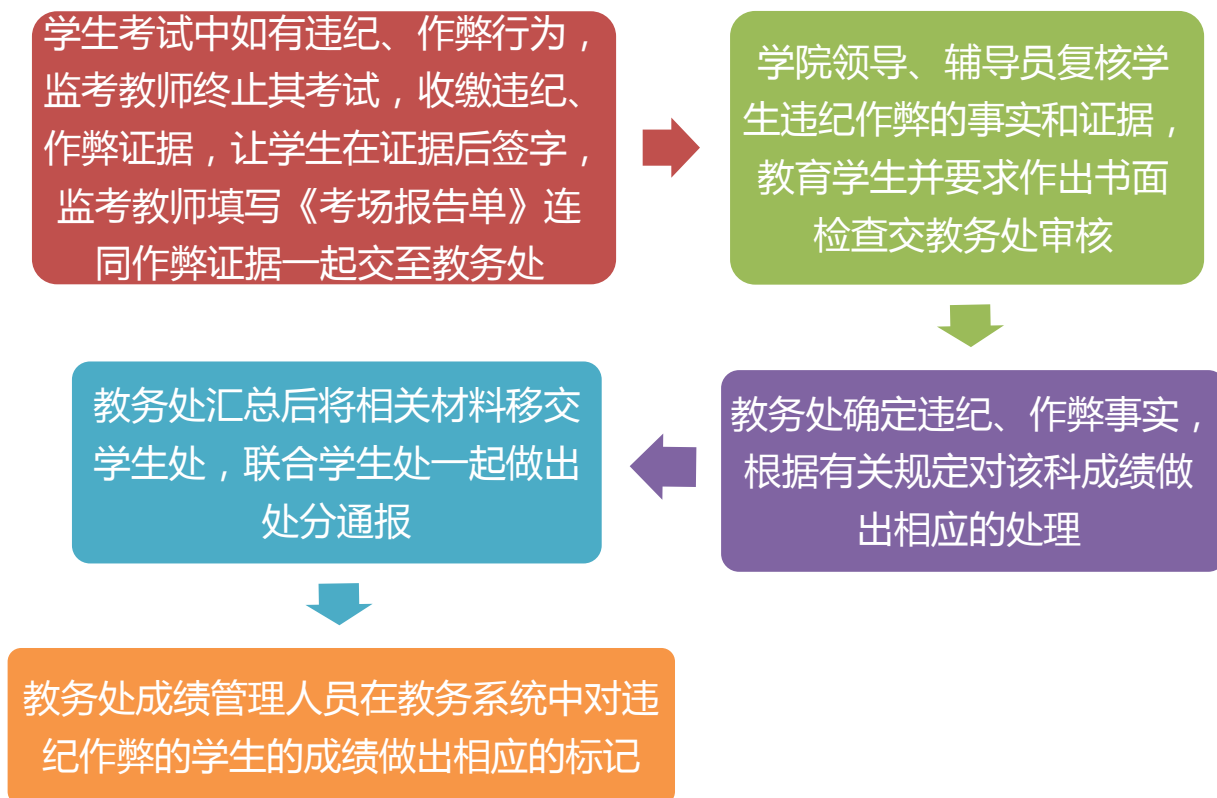 学生考试中如有违纪、作弊行为，
监考教师终止其考试，收缴违纪、
作弊证据，让学生在证据后签字，
监考教师填写《考场报告单》连
同作弊证据一起交至教务处
学院领导、辅导员复核学
生违纪作弊的事实和证据，
教育学生并要求作出书面
检查交教务处审核
教务处确定违纪、作弊事实，
根据有关规定对该科成绩做
出相应的处理
教务处汇总后将相关材料移交
学生处，联合学生处一起做出
处分通报
教务处成绩管理人员在教务系统中对违
纪作弊的学生的成绩做出相应的标记